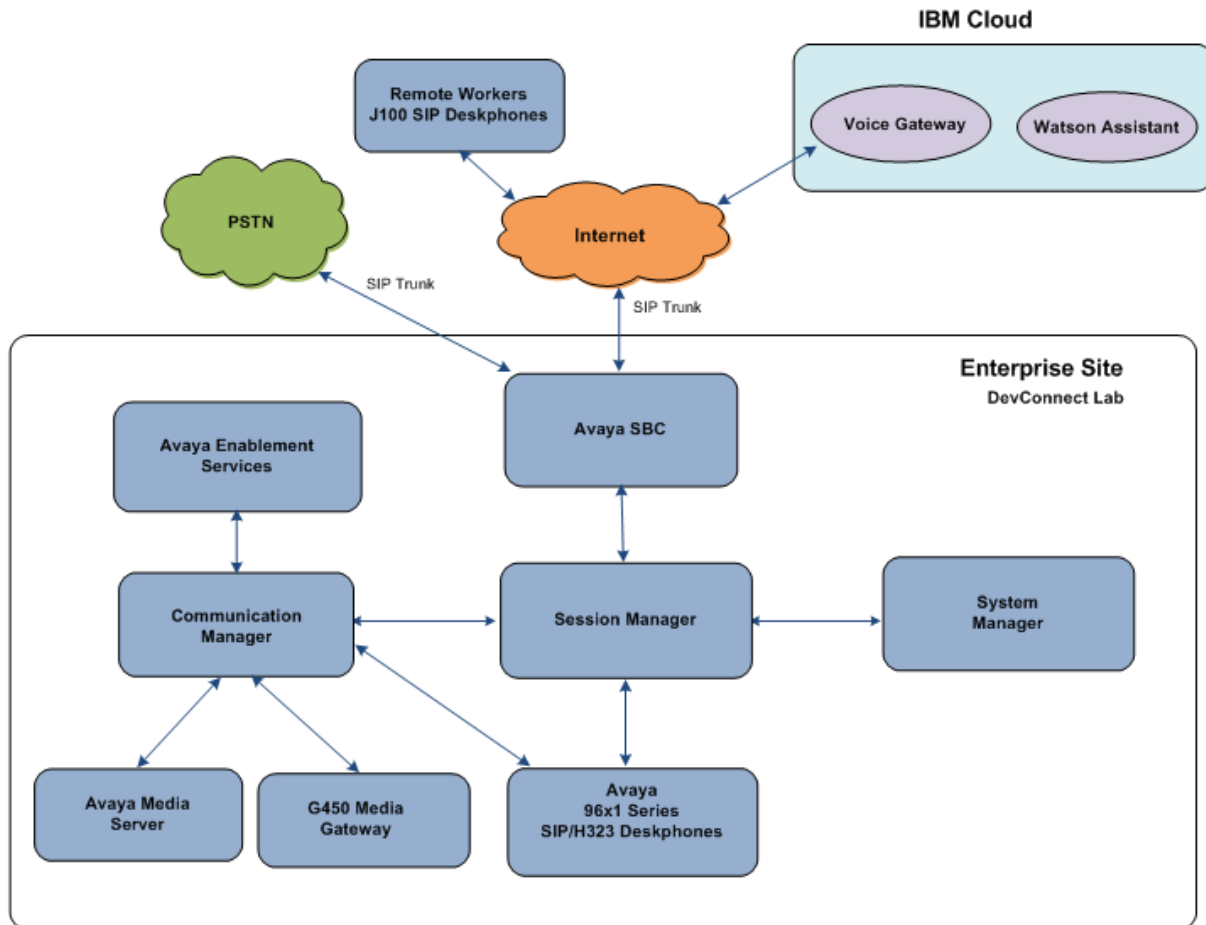 IBM Cloud
Remote Workers
J100 SIP Deskphones
Voice Gateway
Watson Assistant
PSTN
Internet
SIP Trunk
SIP Trunk
Enterprise Site
DevConnect Lab
Avaya SBC
Avaya Enablement
Services
Communication
Manager
Session Manager
System
Manager
Avaya Media
Server
G450 Media
Gateway
Avaya
96x1 Series
SIP/H323 Deskphones